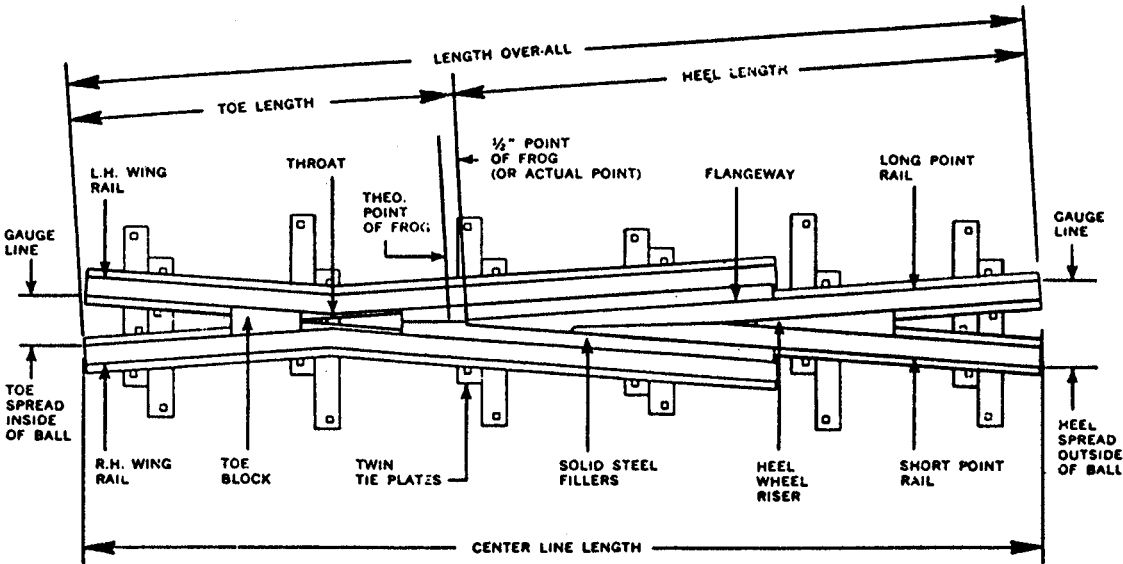 LENGTH OVER-ALL
HEEL LENGTH
TOE LENGTH
½" POINT
OF FROG
(OR ACTUAL POINT)
THROAT
LONG POINT
RAIL
L.H. WING
RAIL
FLANGEWAY
THEO.
POINT
OF FROG
GAUGE
LINE
GAUGE
LINE
TOE
SPREAD
INSIDE
OF BALL
HEEL
SPREAD
OUTSIDE
OF BALL
R.H. WING
RAIL
TOE
BLOCK
TWIN
TIE PLATES
SOLID STEEL
FILLERS
HEEL
WHEEL
RISER
SHORT POINT
RAIL
CENTER LINE LENGTH